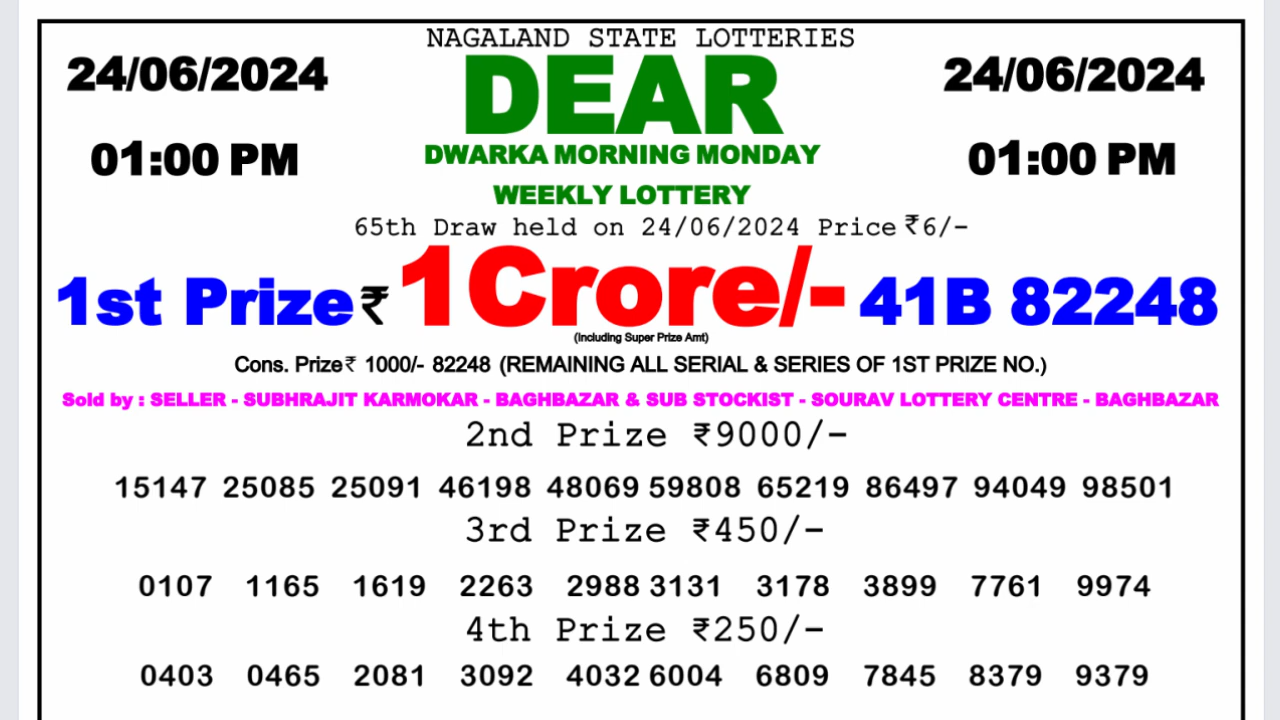 NAGALAND STATE LOTTERIES
24/06/2024 DEAR 24/06/2024
01:00 PM DWARKA MORNING MONDAY 01:00 PM
WEEKLY LOTTERY
65th Draw held on 24/06/2024 Price ₹6/-
1st Prize ₹ 1Crore/- 41B 82248
(Including Super Prize Amt)
Cons. Prize ₹ 1000/- 82248 (REMAINING ALL SERIAL & SERIES OF 1ST PRIZE NO.)
Sold by : SELLER - SUBHRAJIT KARMOKAR - BAGHBAZAR & SUB STOCKIST - SOURAV LOTTERY CENTRE - BAGHBAZAR
2nd Prize ₹9000/-
15147 25085 25091 46198 48069 59808 65219 86497 94049 98501
3rd Prize ₹450/-
0107 1165 1619 2263 2988 3131 3178 3899 7761 9974
4th Prize ₹250/-
0403 0465 2081 3092 4032 6004 6809 7845 8379 9379